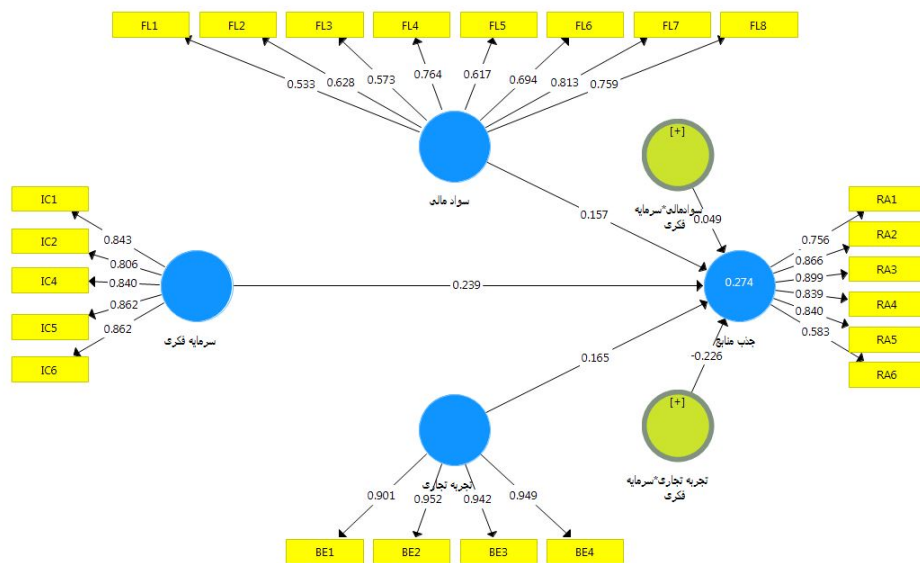 FL1 FL2 FL3 FL4 FL5 FL6 FL7 FL8
0.533 0.628 0.573 0.764 0.617 0.694 0.813 0.759
[+]
سواد مالی
سوادمالی*سرمایه
فکری
0.157
0.049
IC1
IC2
IC4
IC5
IC6
0.843
0.806
0.840
0.862
0.862
سرمایه فکری
0.239
0.274
جذب منابع
RA1
RA2
RA3
RA4
RA5
RA6
0.756
0.866
0.899
0.839
0.840
0.583
0.165
-0.226
[+]
تجربه تجاری
تجربه تجاری*سرمایه
فکری
0.901 0.952 0.942 0.949
BE1 BE2 BE3 BE4